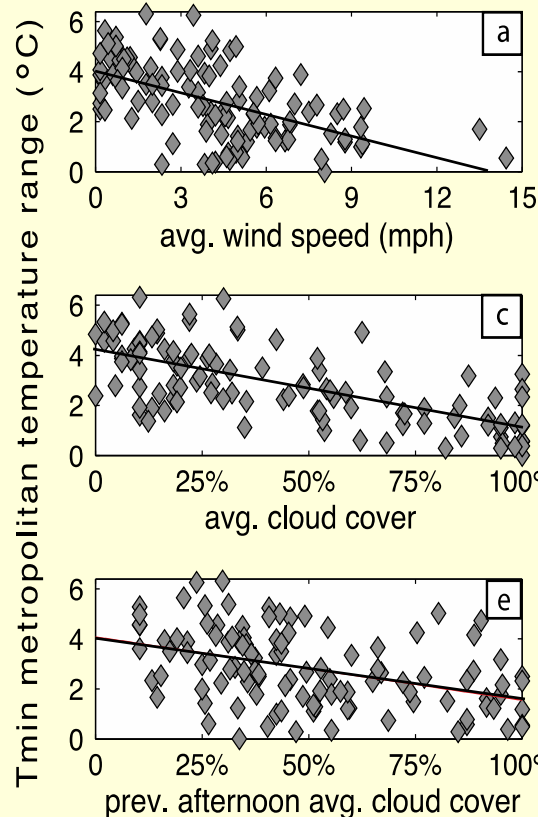 Tmin metropolitan temperature range (°C)
6
4
2
0
a
0 3 6 9 12 15
avg. wind speed (mph)
6
4
2
0
c
0 25% 50% 75% 100%
avg. cloud cover
6
4
2
0
e
0 25% 50% 75% 100%
prev. afternoon avg. cloud cover